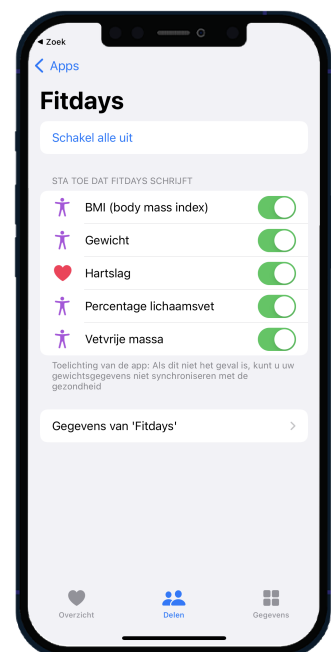 ◀ Zoek
Apps
Fitdays
Schakel alle uit
STA TOE DAT FITDAYS SCHRIJFT
BMI (body mass index)
Gewicht
Hartslag
Percentage lichaamsvet
Vetvrije massa
Toelichting van de app: Als dit niet het geval is, kunt u uw
gewichtsgegevens niet synchroniseren met de
gezondheid
Gegevens van 'Fitdays'
Overzicht
Delen
Gegevens